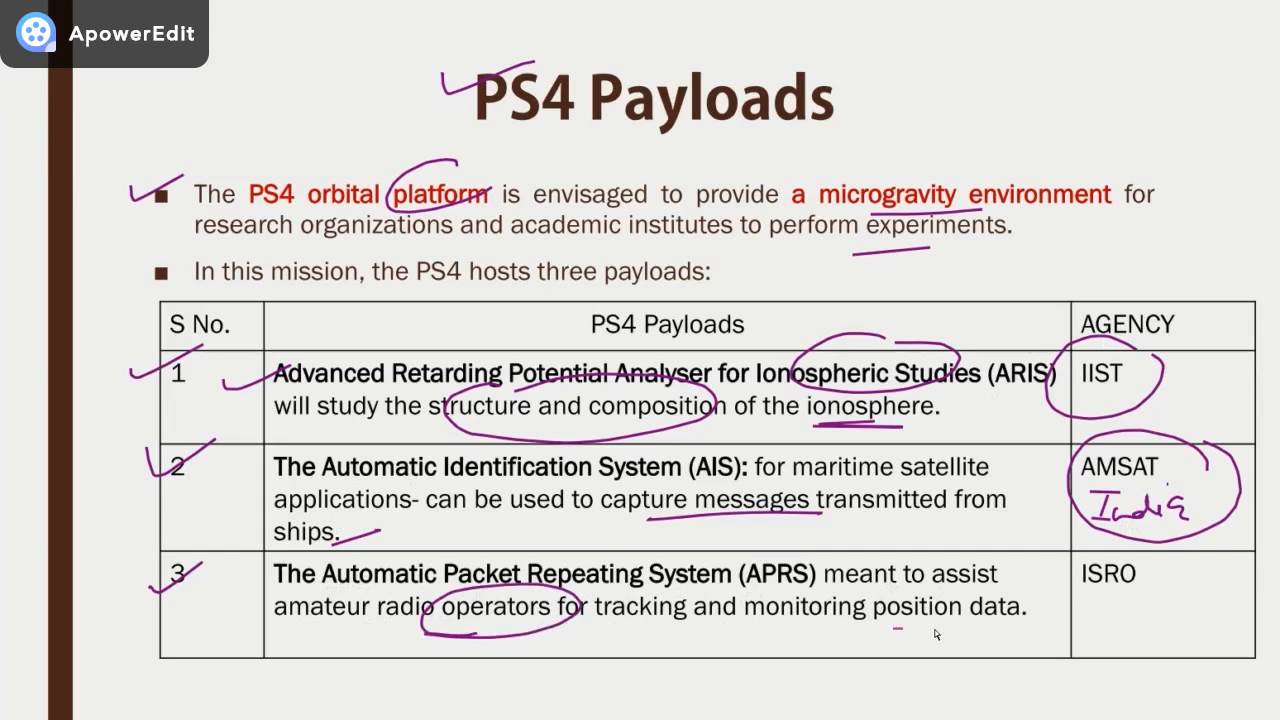 ApowerEdit
PS4 Payloads
■ The PS4 orbital platform is envisaged to provide a microgravity environment for
research organizations and academic institutes to perform experiments.
■ In this mission, the PS4 hosts three payloads:
S No. PS4 Payloads AGENCY
1 Advanced Retarding Potential Analyser for Ionospheric Studies (ARIS) IIST
will study the structure and composition of the ionosphere.
2 The Automatic Identification System (AIS): for maritime satellite AMSAT
applications- can be used to capture messages transmitted from India
ships.
3 The Automatic Packet Repeating System (APRS) meant to assist ISRO
amateur radio operators for tracking and monitoring position data.